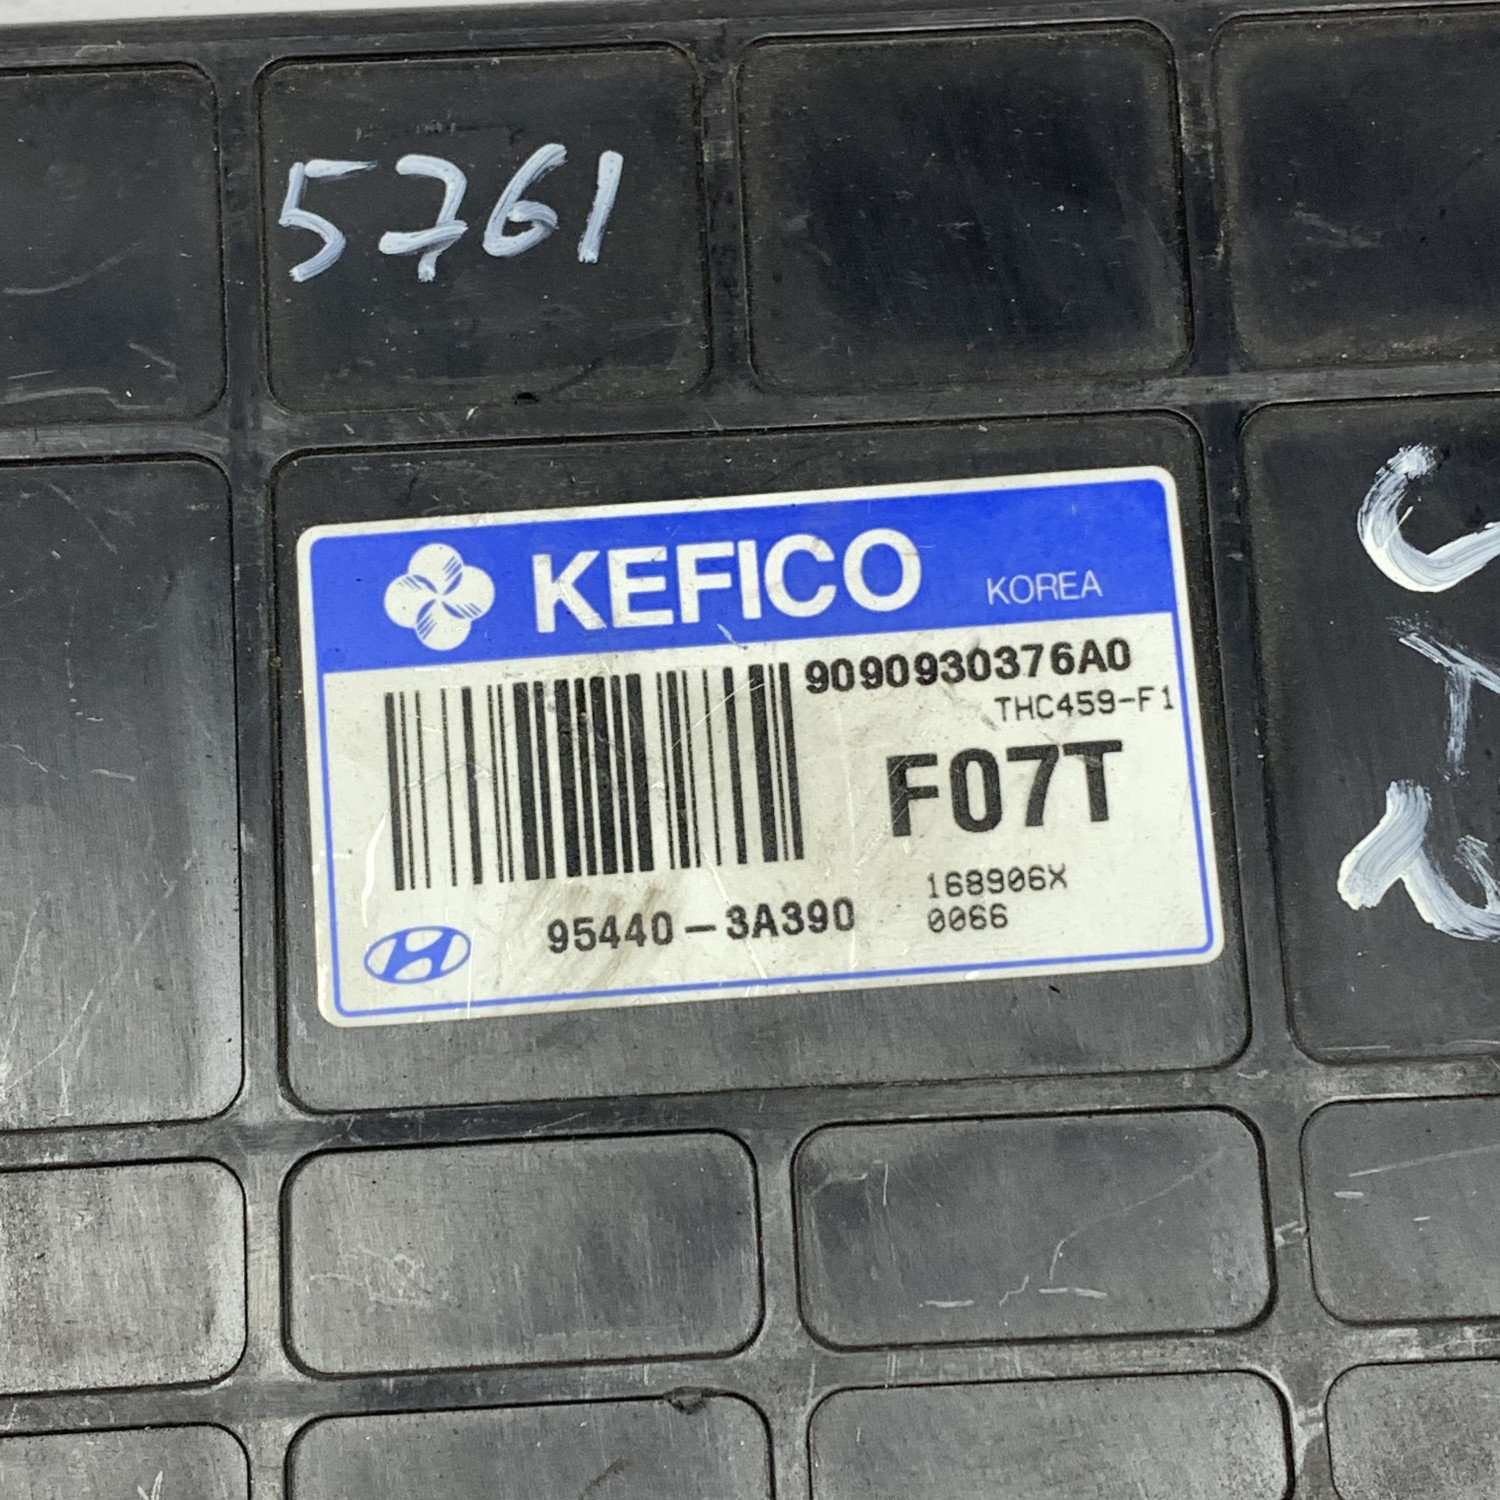 5761
KEFICO KOREA
9090930376A0
THC459-F1
F07T
168906X
0066
95440-3A390